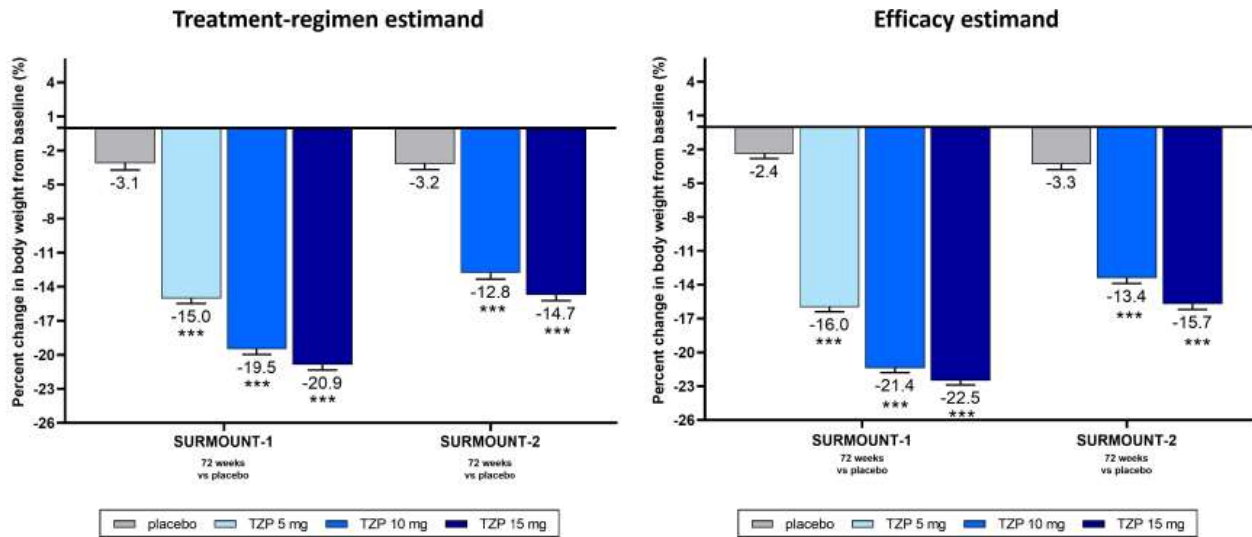 Treatment-regimen estimand
Percent change in body weight from baseline (%)
4
1
-2
-5
-8
-11
-14
-17
-20
-23
-26
-3.1
-15.0
***
-19.5
***
-20.9
***
-3.2
-12.8
***
-14.7
***
SURMOUNT-1
72 weeks
vs placebo
SURMOUNT-2
72 weeks
vs placebo
placebo TZP 5 mg TZP 10 mg TZP 15 mg
Efficacy estimand
Percent change in body weight from baseline (%)
4
1
-2
-5
-8
-11
-14
-17
-20
-23
-26
-2.4
-16.0
***
-21.4
***
-22.5
***
-3.3
-13.4
***
-15.7
***
SURMOUNT-1
72 weeks
vs placebo
SURMOUNT-2
72 weeks
vs placebo
placebo TZP 5 mg TZP 10 mg TZP 15 mg